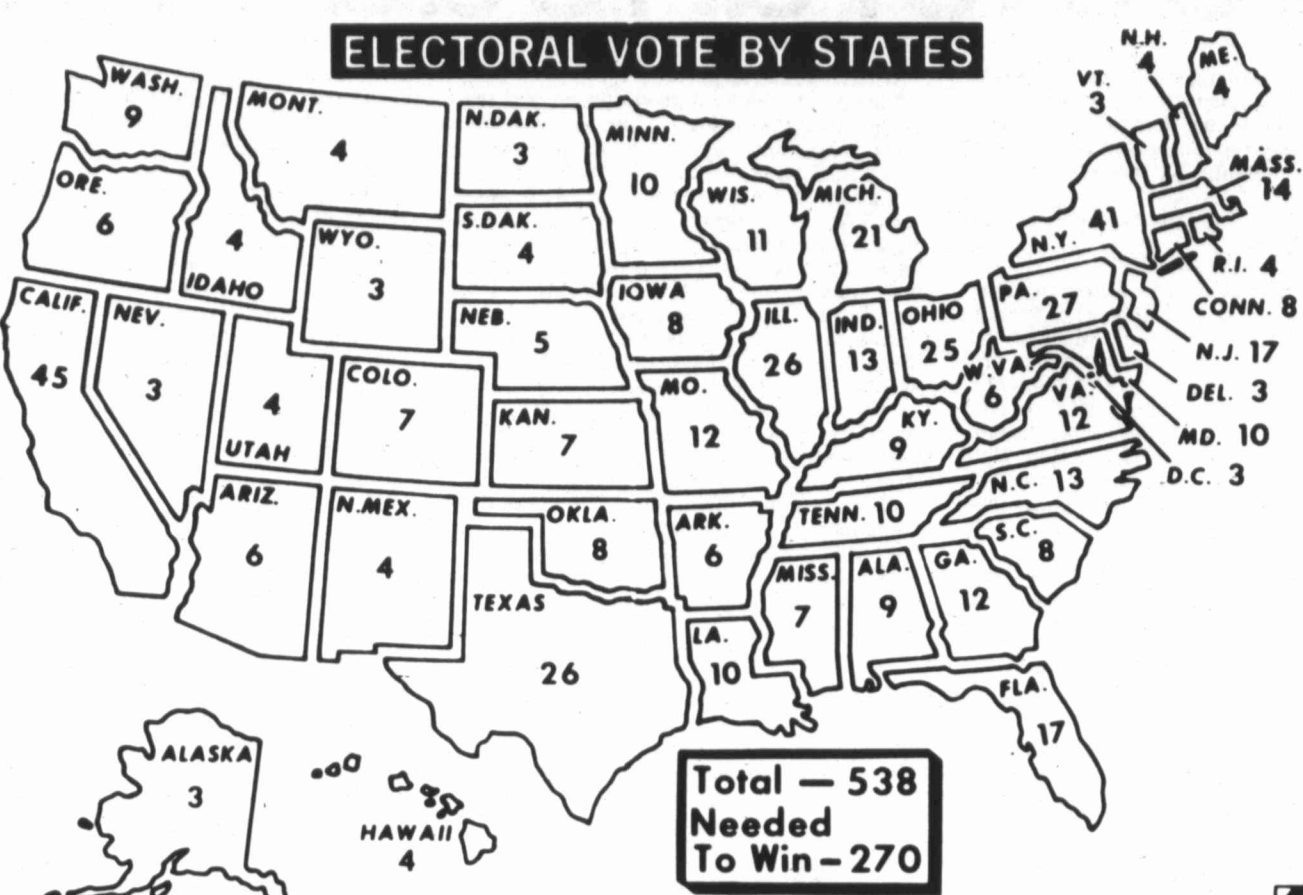 ELECTORAL VOTE BY STATES
WASH.
9
ORE.
6
CALIF.
45
NEV.
3
4
IDAHO
MONT.
4
WYO.
3
4
UTAH
COLO.
7
ARIZ.
6
N.MEX.
4
N.DAK.
3
S.DAK.
4
NEB.
5
KAN.
7
OKLA.
8
TEXAS
26
MINN.
10
IOWA
8
MO.
12
ARK.
6
LA.
10
WIS.
11
ILL.
26
MICH.
21
IND.
13
OHIO
25
KY.
9
TENN. 10
MISS.
7
ALA.
9
GA.
12
FLA.
17
S.C.
8
N.C. 13
VA.
12
W.VA.
6
PA.
27
N.Y. 41
VT.
3
N.H.
4
ME.
4
MASS.
14
R.I. 4
CONN. 8
N.J. 17
DEL. 3
MD. 10
D.C. 3
ALASKA
3
HAWAII
4
Total — 538
Needed
To Win – 270